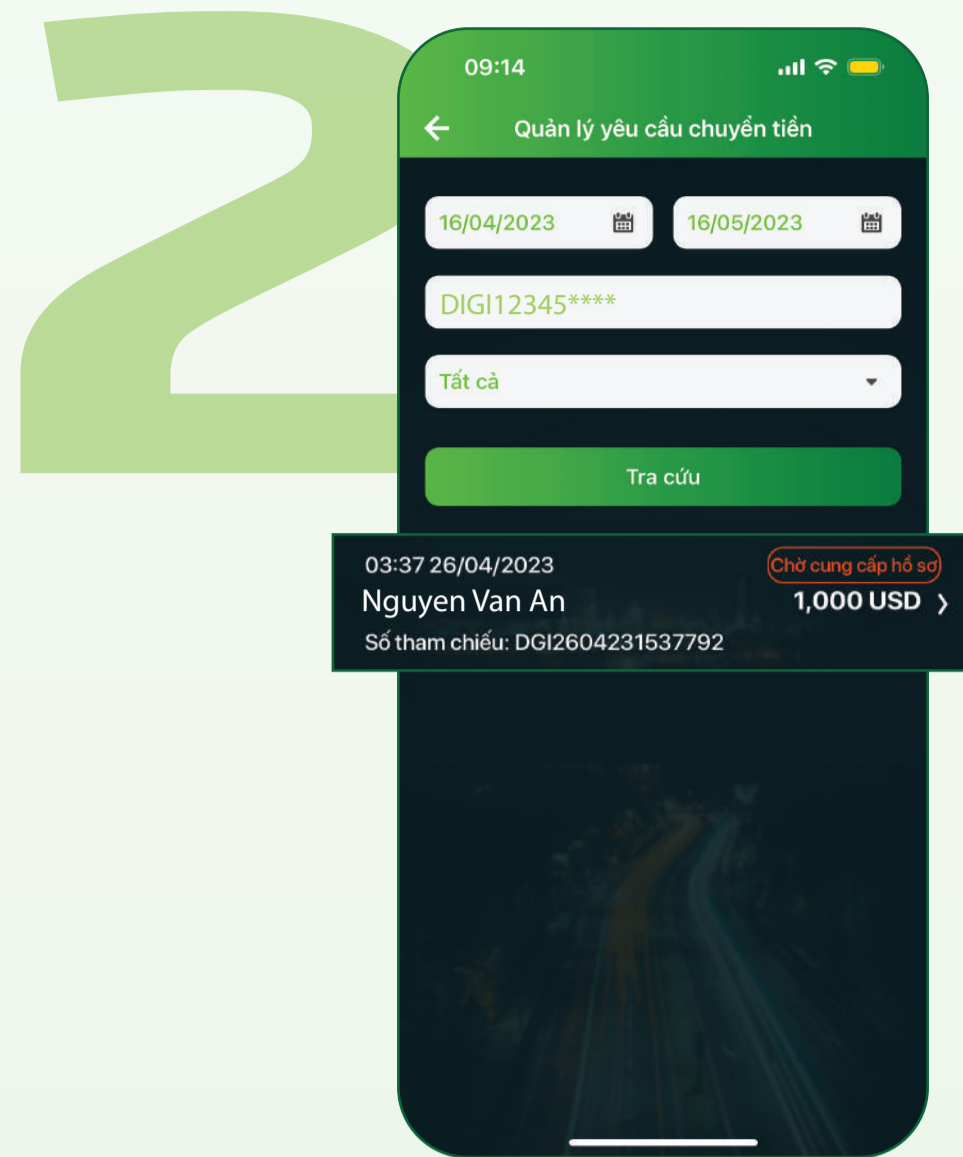 2
09:14
Quản lý yêu cầu chuyển tiền
16/04/2023 16/05/2023
DIGI12345****
Tất cả
Tra cứu
03:37 26/04/2023 Chờ cung cấp hồ sơ
Nguyen Van An 1,000 USD
Số tham chiếu: DGI2604231537792